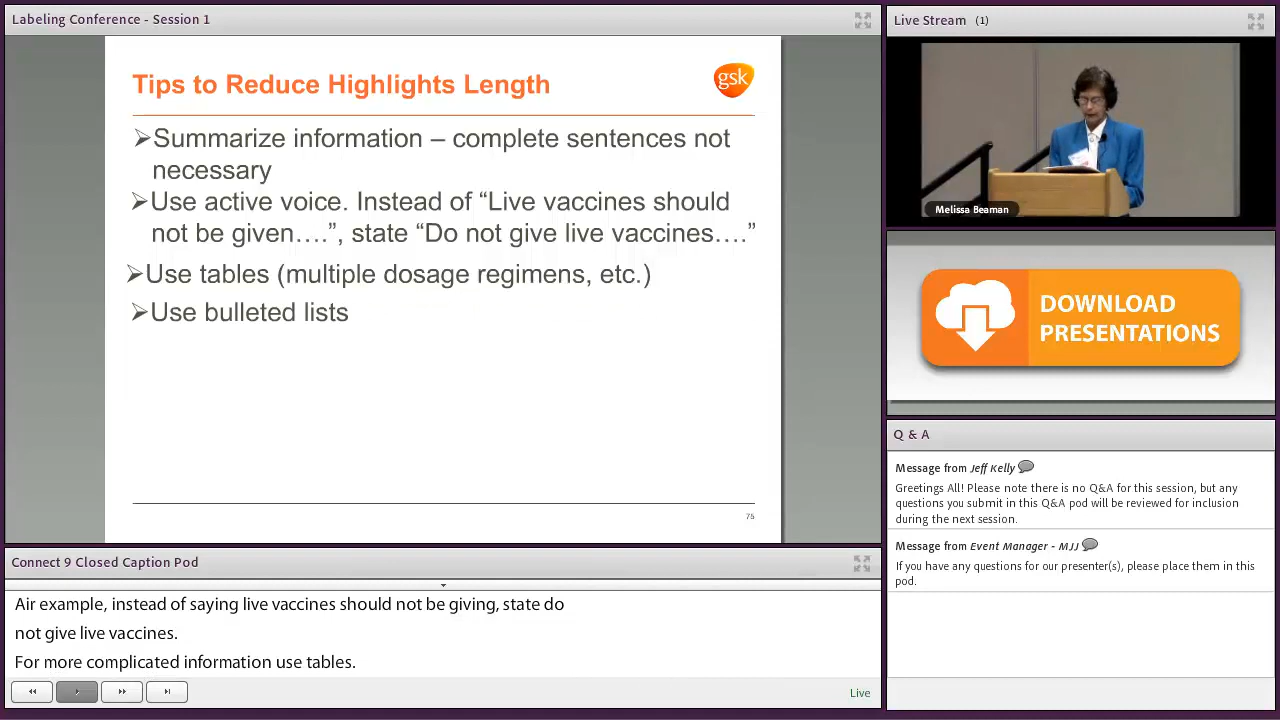 Labeling Conference - Session 1
Tips to Reduce Highlights Length
gsk
➢Summarize information – complete sentences not
necessary
➢Use active voice. Instead of “Live vaccines should
not be given….”, state “Do not give live vaccines….”
➢Use tables (multiple dosage regimens, etc.)
➢Use bulleted lists
75
Connect 9 Closed Caption Pod
Air example, instead of saying live vaccines should not be giving, state do
not give live vaccines.
For more complicated information use tables.
Live
Live Stream (1)
Melissa Beaman
DOWNLOAD
PRESENTATIONS
Q & A
Message from Jeff Kelly
Greetings All! Please note there is no Q&A for this session, but any
questions you submit in this Q&A pod will be reviewed for inclusion
during the next session.
Message from Event Manager - MJJ
If you have any questions for our presenter(s), please place them in this
pod.